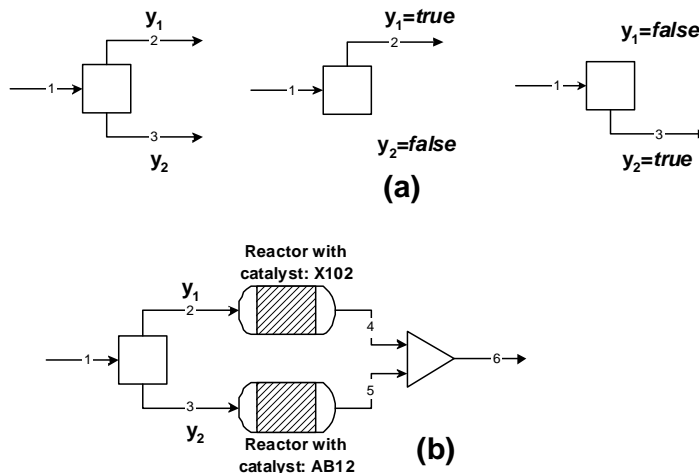 y1
2
1
3
y2
y1=true
2
1
y2=false
y1=false
1
3
y2=true
(a)
Reactor with
catalyst: X102
y1
2
4
1
6
3
5
y2
Reactor with
catalyst: AB12
(b)